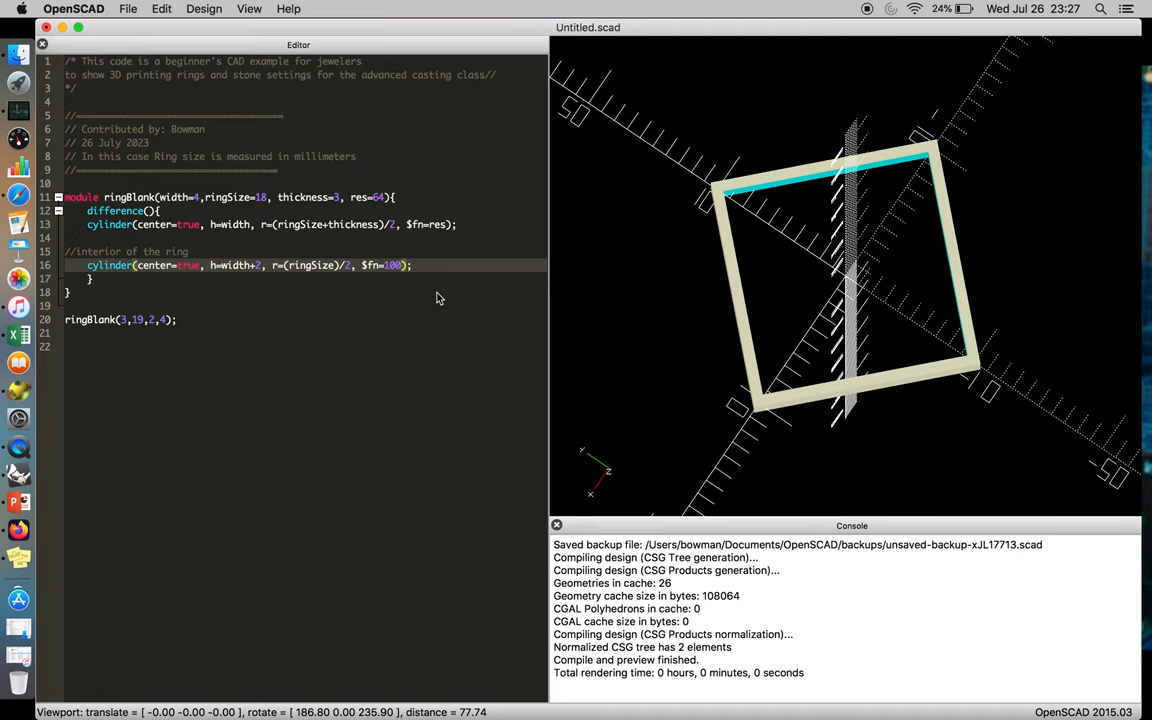 OpenSCAD File Edit Design View Window Help 24% Wed Jul 26 23:27
Untitled.scad
Editor
1 /* This code is a beginner's CAD example for jewelers
2 to show 3D printing rings and stone settings for the advanced casting class//
3 */
4
5 //==================================
6 // Contributed by: Bowman
7 // 26 July 2023
8 // In this case Ring size is measured in millimeters
9 //=================================
10
11 module ringBlank(width=4,ringSize=18, thickness=3, res=64){
12 difference(){
13 cylinder(center=true, h=width, r=(ringSize+thickness)/2, $fn=res);
14
15 //interior of the ring
16 cylinder(center=true, h=width+2, r=(ringSize)/2, $fn=100);
17 }
18 }
19
20 ringBlank(3,19,2,4);
21
22
50
10
10
-50
Y
Z
X
Console
Saved backup file: /Users/bowman/Documents/OpenSCAD/backups/unsaved-backup-xJL17713.scad
Compiling design (CSG Tree generation)...
Compiling design (CSG Products generation)...
Geometries in cache: 26
Geometry cache size in bytes: 108064
CGAL Polyhedrons in cache: 0
CGAL cache size in bytes: 0
Compiling design (CSG Products normalization)...
Normalized CSG tree has 2 elements
Compile and preview finished.
Total rendering time: 0 hours, 0 minutes, 0 seconds
Viewport: translate = [ -0.00 -0.00 -0.00 ], rotate = [ 186.80 0.00 235.90 ], distance = 77.74
OpenSCAD 2015.03